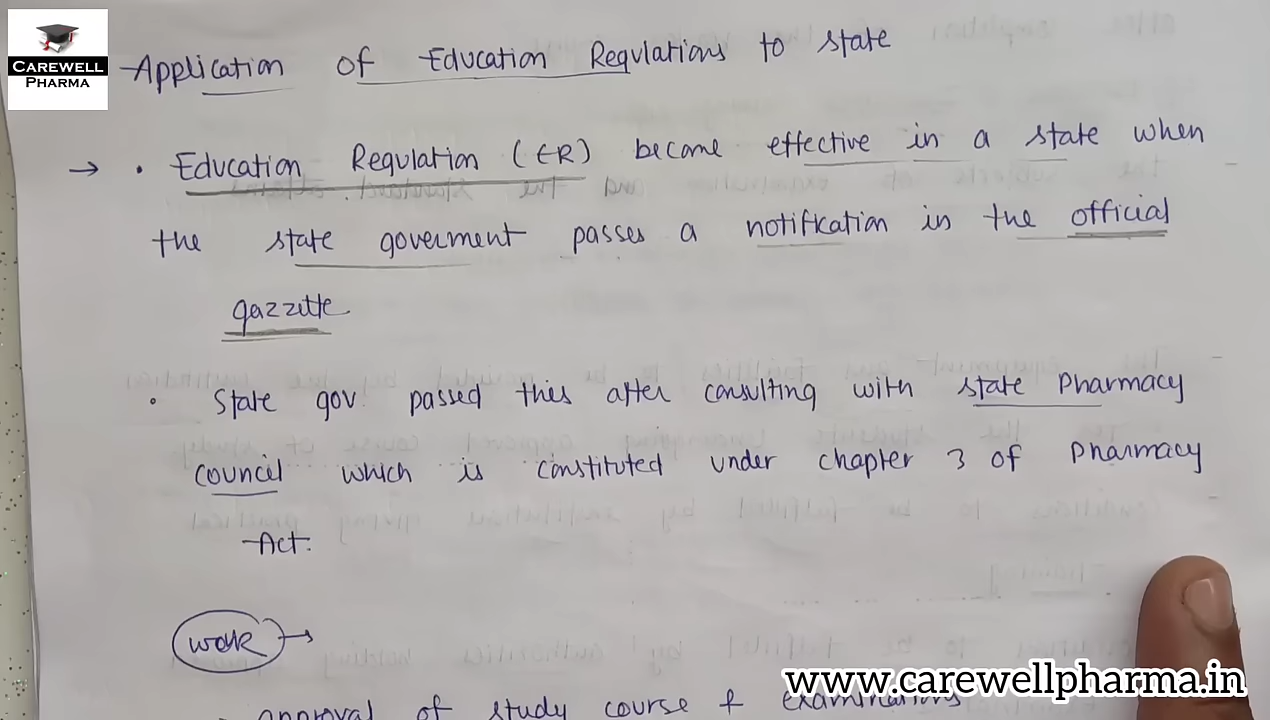 CAREWELL
PHARMA
Application of Education Regulations to state
→ • Education Regulation (ER) become effective in a state when
the state goverment passes a notification in the official
gazzette
• State gov. passed this after consulting with state Pharmacy
council which is constituted under chapter 3 of Pharmacy
Act.
work →
www.carewellpharma.in
• approval of study course & examinations